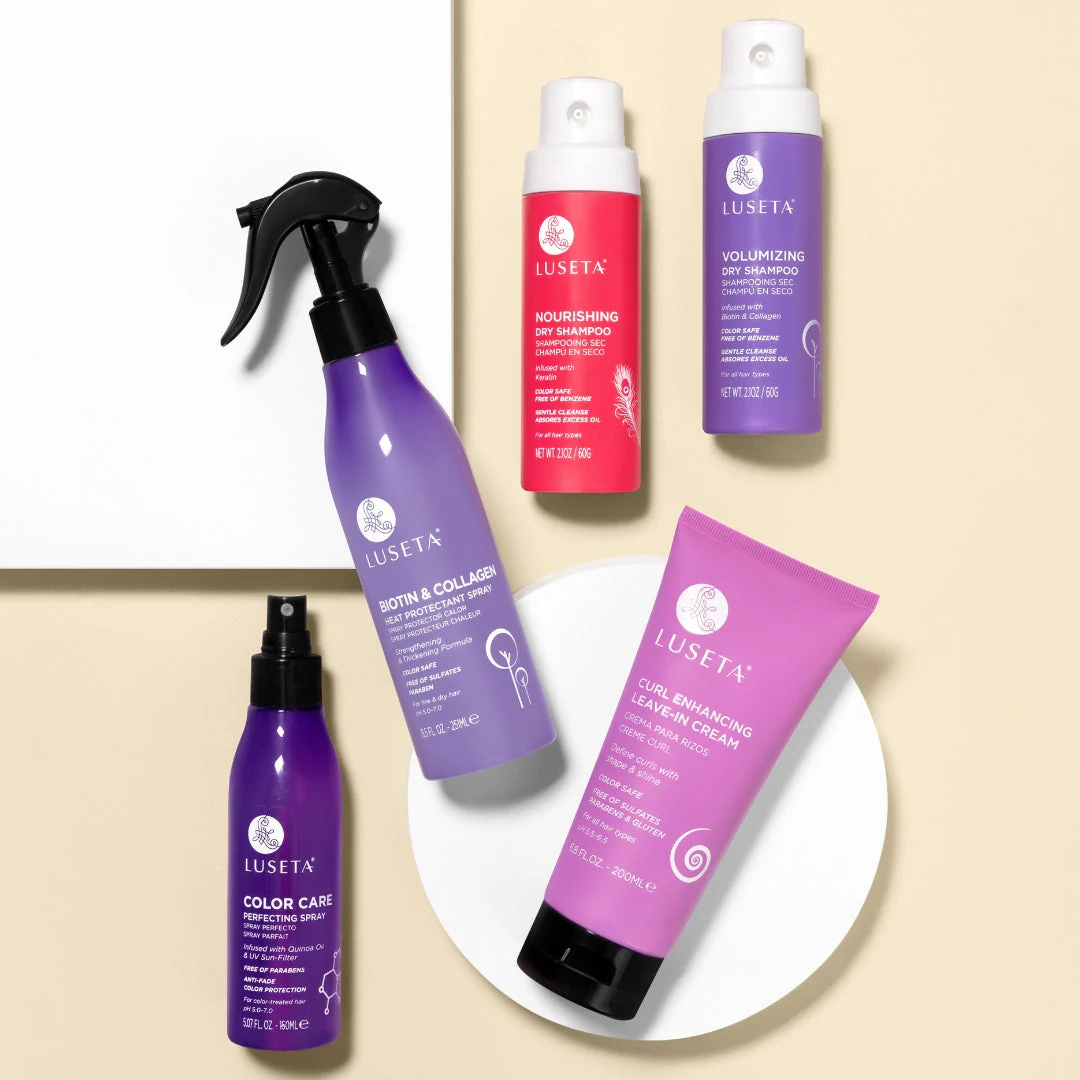 LUSETA®
NOURISHING
DRY SHAMPOO
SHAMPOOING SEC
CHAMPÚ EN SECO
Infused with
Keratin
COLOR SAFE
FREE OF BENZENE
GENTLE CLEANSE
ABSORES EXCESS OIL
For all hair types
NET WT. 2.1OZ / 60G
LUSETA®
VOLUMIZING
DRY SHAMPOO
SHAMPOOING SEC
CHAMPÚ EN SECO
Infused with
Biotin & Collagen
COLOR SAFE
FREE OF BENZENE
GENTLE CLEANSE
ABSORES EXCESS OIL
For all hair types
NET WT. 2.1OZ / 60G
LUSETA®
BIOTIN & COLLAGEN
HEAT PROTECTANT SPRAY
SPRAY PROTECTOR CALOR
SPRAY PROTECTEUR CHALEUR
Strengthening
& Thickening Formula
COLOR SAFE
FREE OF SULFATES
PARABEN
For fine & dry hair
pH 5.0-7.0
8.5 FL. OZ. - 251ML e
LUSETA®
CURL ENHANCING
LEAVE-IN CREAM
CREMA PARA RIZOS
CRÈME CURL
Define curls with
shape & shine
COLOR SAFE
FREE OF SULFATES
PARABENS & GLUTEN
For all hair types
pH 5.5-6.5
6.8 FL.OZ. - 200ML e
LUSETA®
COLOR CARE
PERFECTING SPRAY
SPRAY PERFECTO
SPRAY PARFAIT
Infused with Quinoa Oil
& UV Sun-Filter
FREE OF PARABENS
ANTI-FADE
COLOR PROTECTION
For color-treated hair
pH 5.0-7.0
5.07 FL. OZ. - 150ML e